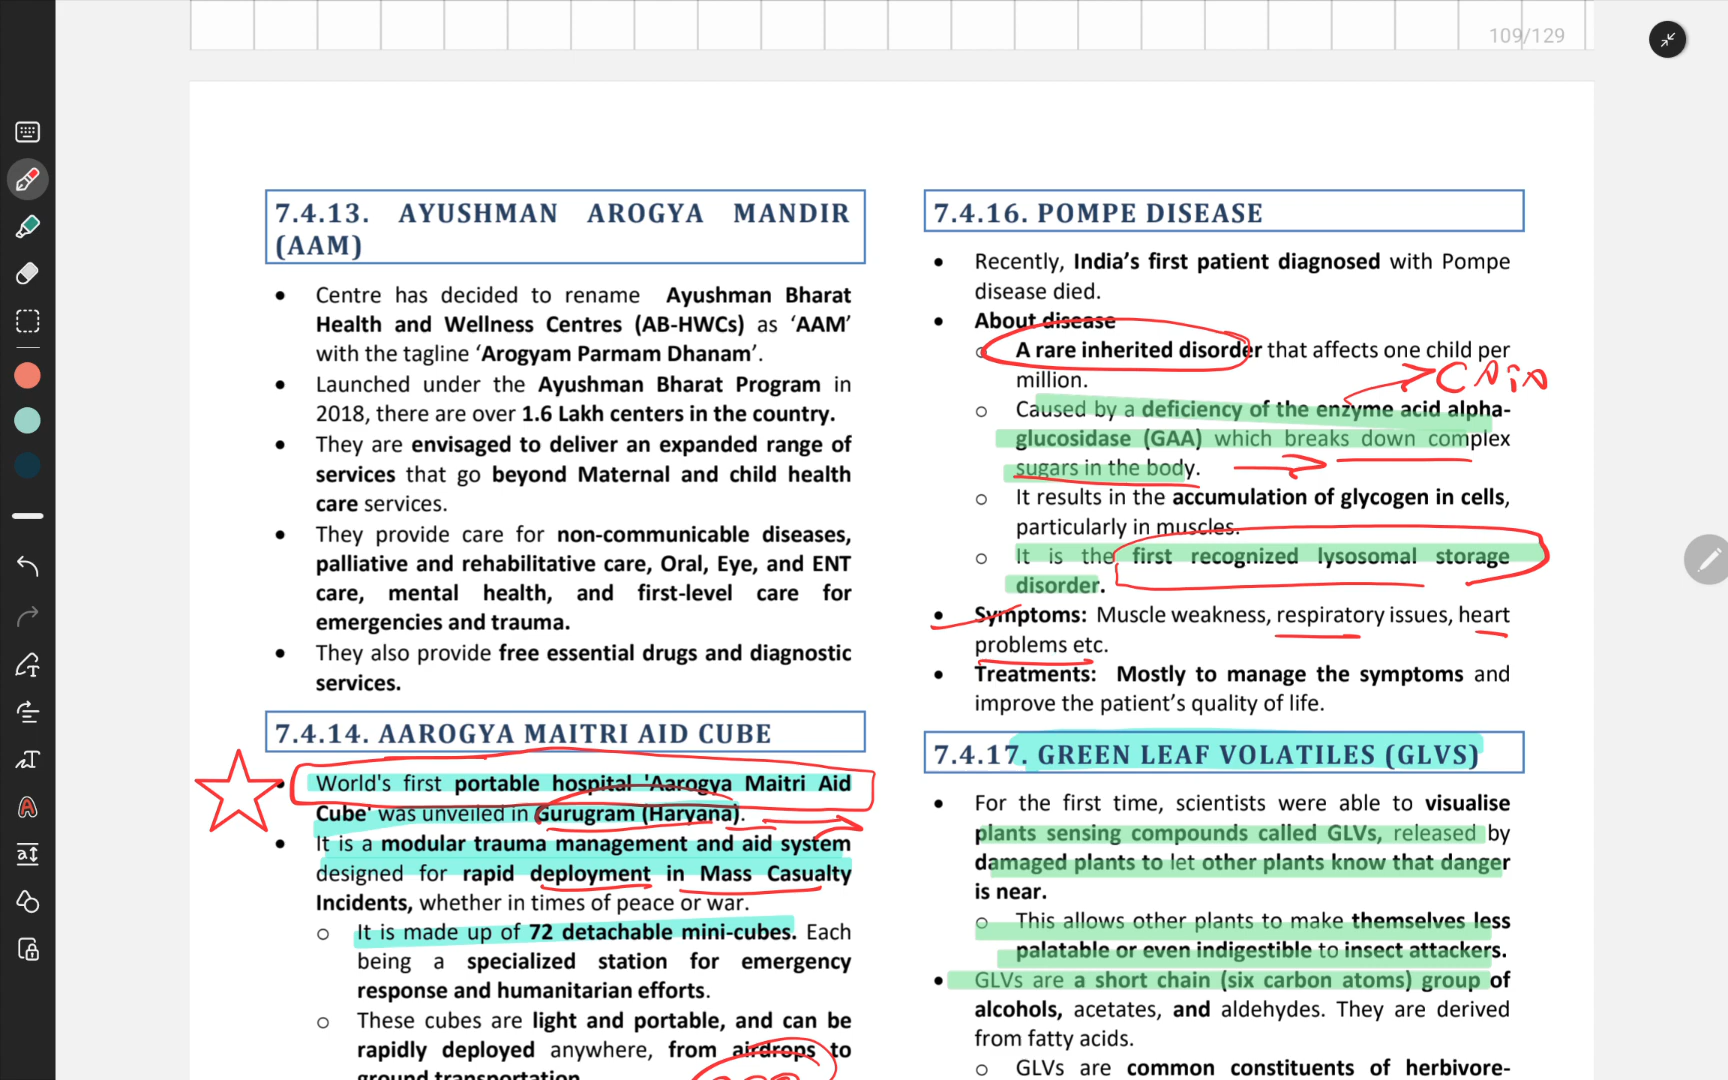 109/129
7.4.13. AYUSHMAN AROGYA MANDIR
(AAM)
• Centre has decided to rename Ayushman Bharat
Health and Wellness Centres (AB-HWCs) as ‘AAM’
with the tagline ‘Arogyam Parmam Dhanam’.
• Launched under the Ayushman Bharat Program in
2018, there are over 1.6 Lakh centers in the country.
• They are envisaged to deliver an expanded range of
services that go beyond Maternal and child health
care services.
• They provide care for non-communicable diseases,
palliative and rehabilitative care, Oral, Eye, and ENT
care, mental health, and first-level care for
emergencies and trauma.
• They also provide free essential drugs and diagnostic
services.
7.4.14. AAROGYA MAITRI AID CUBE
• World's first portable hospital 'Aarogya Maitri Aid
Cube' was unveiled in Gurugram (Haryana).
• It is a modular trauma management and aid system
designed for rapid deployment in Mass Casualty
Incidents, whether in times of peace or war.
o It is made up of 72 detachable mini-cubes. Each
being a specialized station for emergency
response and humanitarian efforts.
o These cubes are light and portable, and can be
rapidly deployed anywhere, from airdrops to
ground transportation.
7.4.16. POMPE DISEASE
• Recently, India’s first patient diagnosed with Pompe
disease died.
• About disease
o A rare inherited disorder that affects one child per
million.
o Caused by a deficiency of the enzyme acid alpha-
glucosidase (GAA) which breaks down complex
sugars in the body.
o It results in the accumulation of glycogen in cells,
particularly in muscles.
o It is the first recognized lysosomal storage
disorder.
• Symptoms: Muscle weakness, respiratory issues, heart
problems etc.
• Treatments: Mostly to manage the symptoms and
improve the patient’s quality of life.
7.4.17. GREEN LEAF VOLATILES (GLVS)
• For the first time, scientists were able to visualise
plants sensing compounds called GLVs, released by
damaged plants to let other plants know that danger
is near.
o This allows other plants to make themselves less
palatable or even indigestible to insect attackers.
• GLVs are a short chain (six carbon atoms) group of
alcohols, acetates, and aldehydes. They are derived
from fatty acids.
o GLVs are common constituents of herbivore-